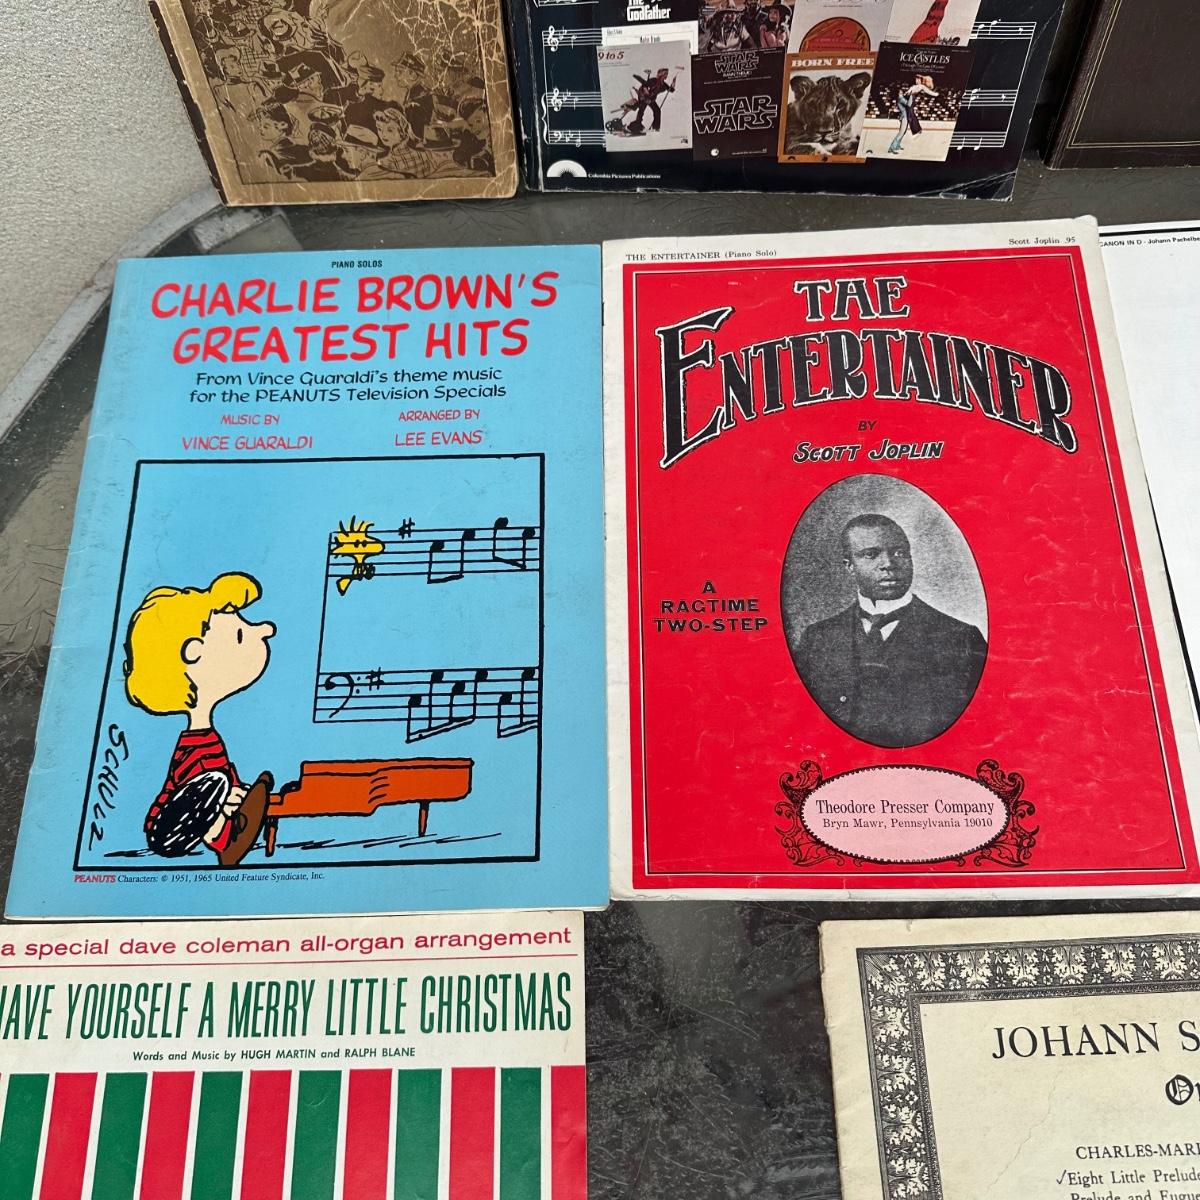 The
Godfather
9 to 5
STAR
WARS
STAR
WARS
BORN FREE
ICE CASTLES
Columbia Pictures Publications
PIANO SOLOS
CHARLIE BROWN'S
GREATEST HITS
From Vince Guaraldi's theme music
for the PEANUTS Television Specials
MUSIC BY
VINCE GUARALDI
ARRANGED BY
LEE EVANS
SCHULZ
PEANUTS Characters: © 1951, 1965 United Feature Syndicate, Inc.
THE ENTERTAINER (Piano Solo)
Scott Joplin .95
THE
ENTERTAINER
BY
SCOTT JOPLIN
A
RAGTIME
TWO-STEP
Theodore Presser Company
Bryn Mawr, Pennsylvania 19010
CANON IN D - Johann Pachelbe
a special dave coleman all-organ arrangement
HAVE YOURSELF A MERRY LITTLE CHRISTMAS
Words and Music by HUGH MARTIN and RALPH BLANE
JOHANN S
Or
CHARLES-MARI
✓Eight Little Prelude
Prelude and Fugue